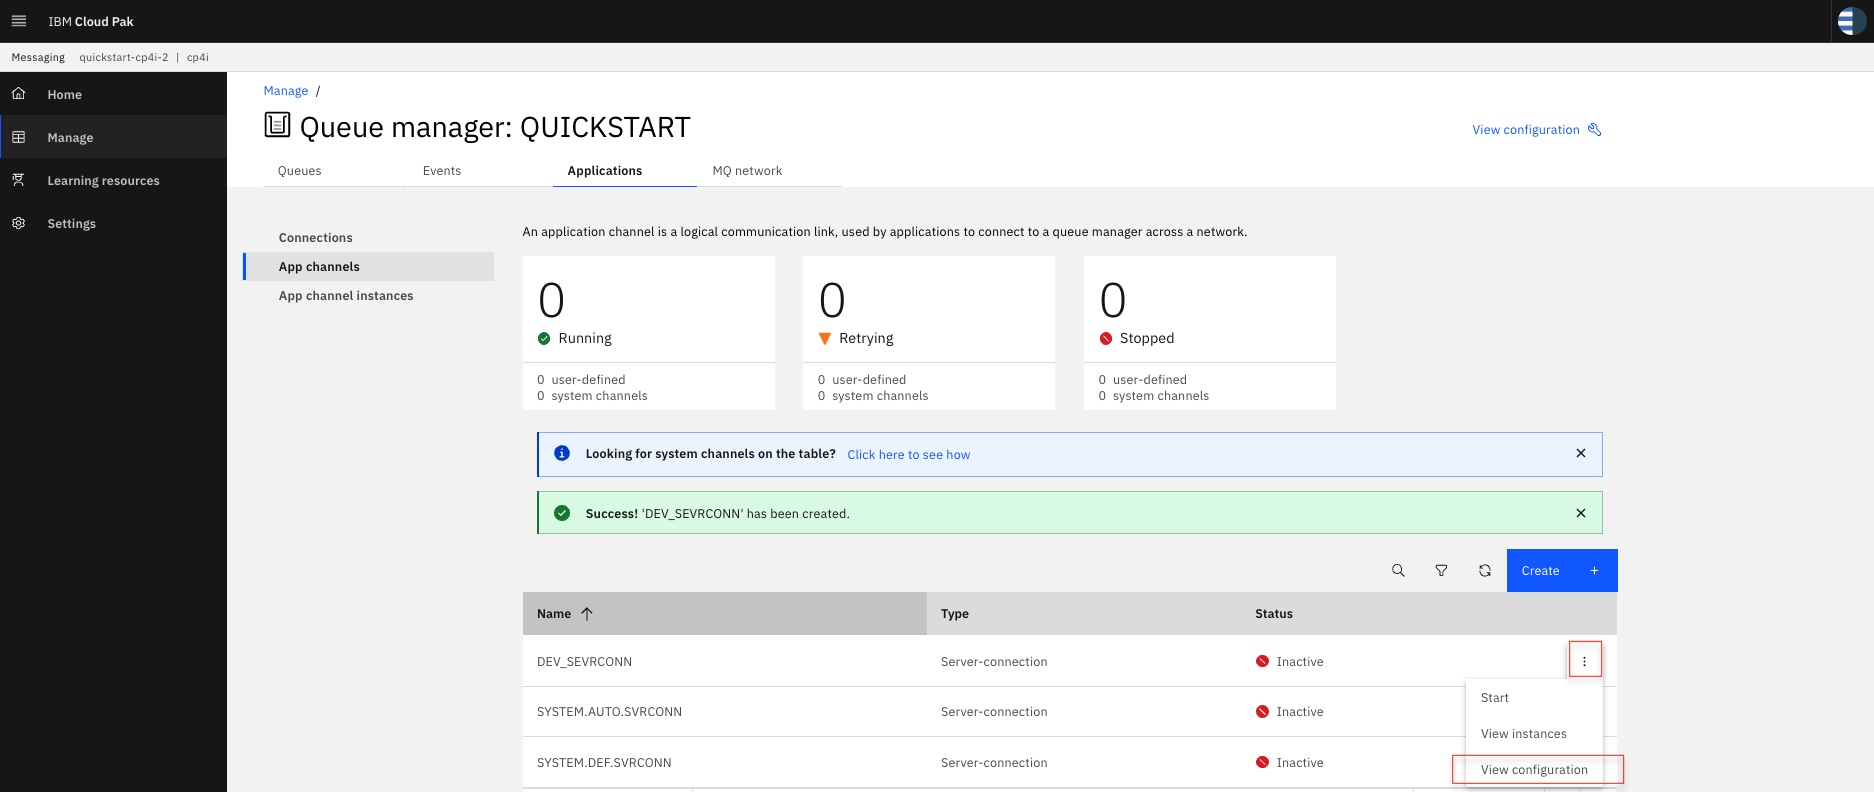 IBM Cloud Pak
Messaging quickstart-cp4i-2 | cp4i
Home
Manage
Learning resources
Settings
Manage /
Queue manager: QUICKSTART
View configuration
Queues Events Applications MQ network
Connections
App channels
App channel instances
An application channel is a logical communication link, used by applications to connect to a queue manager across a network.
0
Running
0 user-defined
0 system channels
0
Retrying
0 user-defined
0 system channels
0
Stopped
0 user-defined
0 system channels
Looking for system channels on the table? Click here to see how
Success! 'DEV_SEVRCONN' has been created.
Create +
Name Type Status
DEV_SEVRCONN Server-connection Inactive
SYSTEM.AUTO.SVRCONN Server-connection Inactive
SYSTEM.DEF.SVRCONN Server-connection Inactive
Start
View instances
View configuration